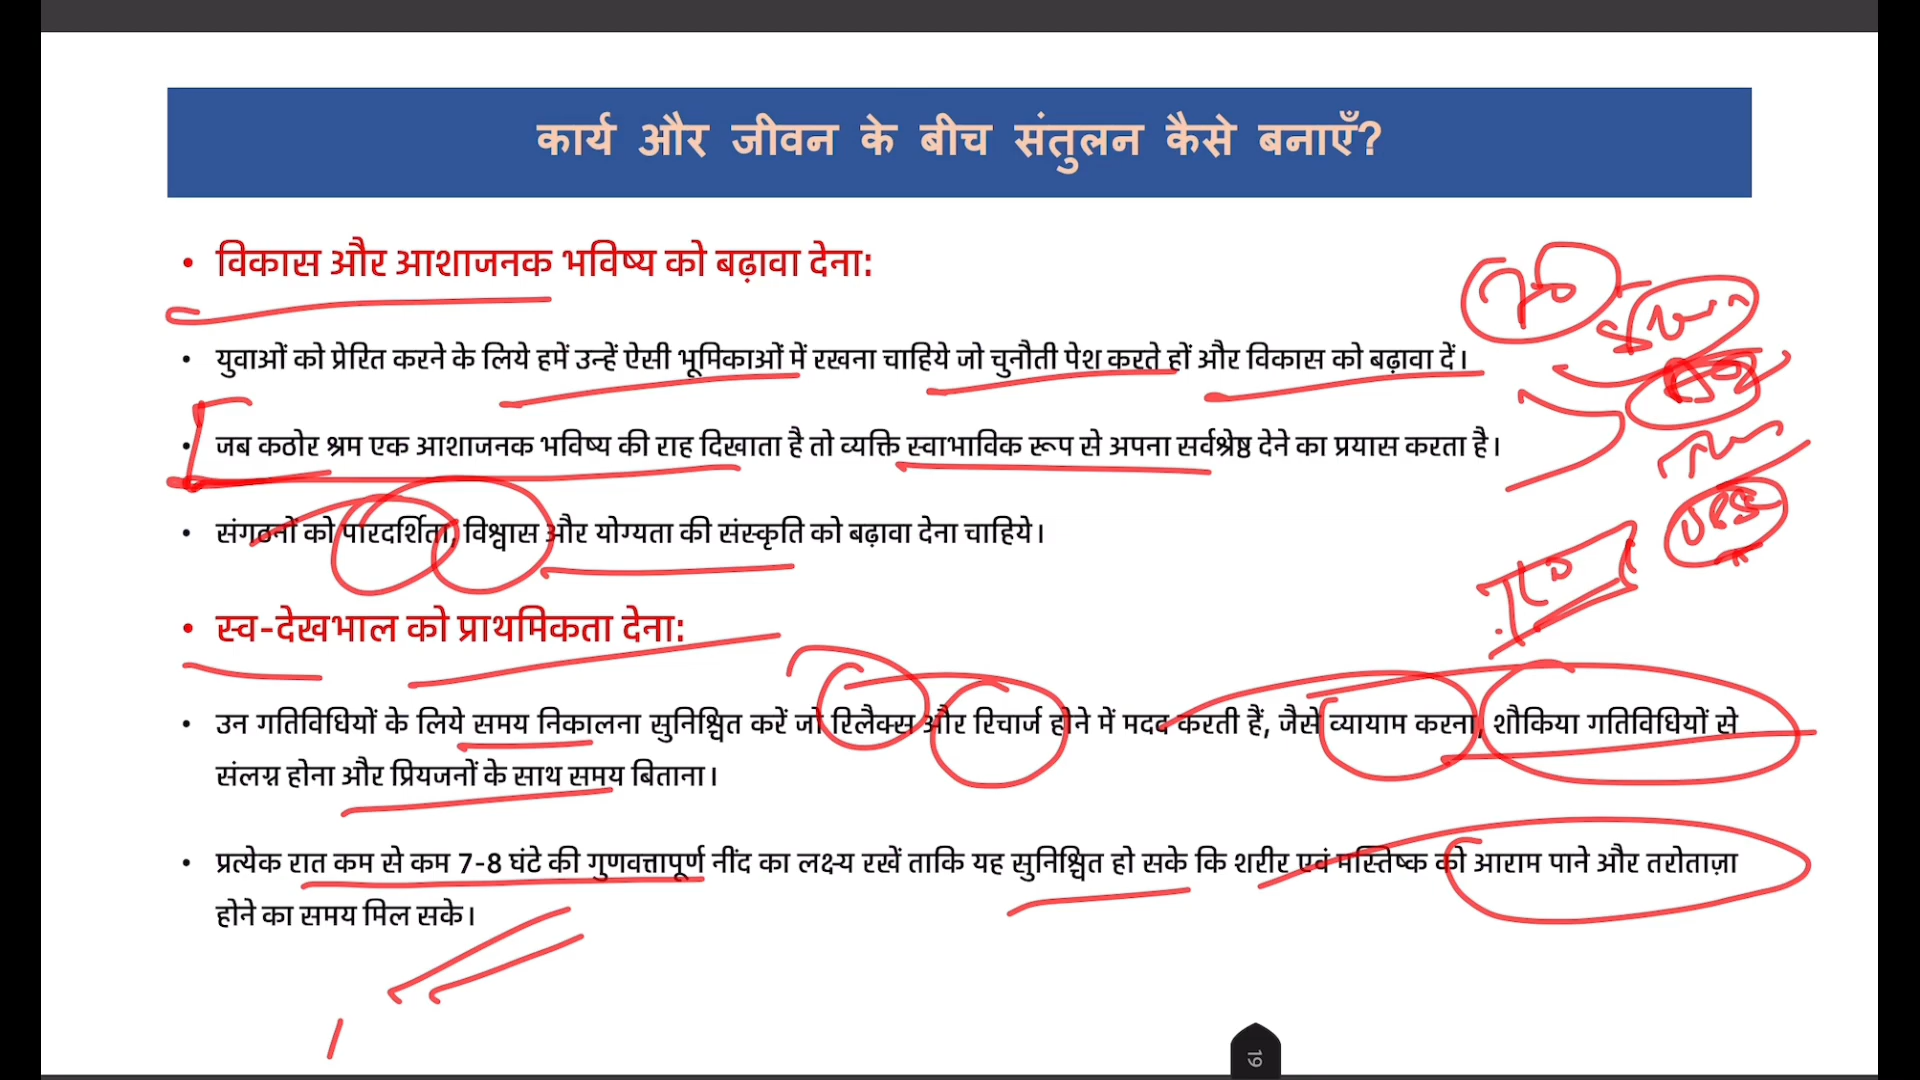 कार्य और जीवन के बीच संतुलन कैसे बनाएँ?
• विकास और आशाजनक भविष्य को बढ़ावा देना:
• युवाओं को प्रेरित करने के लिये हमें उन्हें ऐसी भूमिकाओं में रखना चाहिये जो चुनौती पेश करते हों और विकास को बढ़ावा दें।
• जब कठोर श्रम एक आशाजनक भविष्य की राह दिखाता है तो व्यक्ति स्वाभाविक रूप से अपना सर्वश्रेष्ठ देने का प्रयास करता है।
• संगठनों को पारदर्शिता, विश्वास और योग्यता की संस्कृति को बढ़ावा देना चाहिये।
• स्व-देखभाल को प्राथमिकता देना:
• उन गतिविधियों के लिये समय निकालना सुनिश्चित करें जो रिलैक्स और रिचार्ज होने में मदद करती हैं, जैसे व्यायाम करना, शौकिया गतिविधियों से
संलग्न होना और प्रियजनों के साथ समय बिताना।
• प्रत्येक रात कम से कम 7-8 घंटे की गुणवत्तापूर्ण नींद का लक्ष्य रखें ताकि यह सुनिश्चित हो सके कि शरीर एवं मस्तिष्क को आराम पाने और तरोताज़ा
होने का समय मिल सके।
19